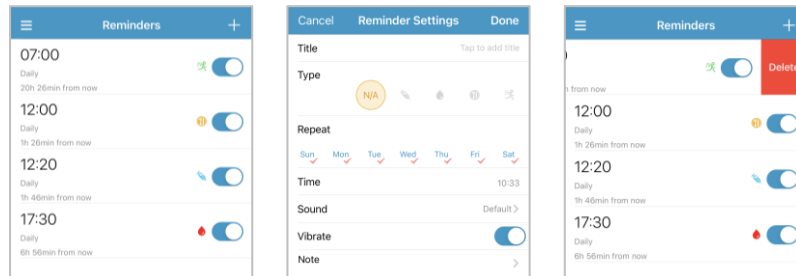 Reminders
07:00
Daily
20h 26min from now
12:00
Daily
1h 26min from now
12:20
Daily
1h 46min from now
17:30
Daily
6h 56min from now
Cancel Reminder Settings Done
Title Tap to add title
Type
N/A
Repeat
Sun Mon Tue Wed Thu Fri Sat
Time 10:33
Sound Default
Vibrate
Note
Reminders
Delete
from now
12:00
Daily
1h 26min from now
12:20
Daily
1h 46min from now
17:30
Daily
6h 56min from now